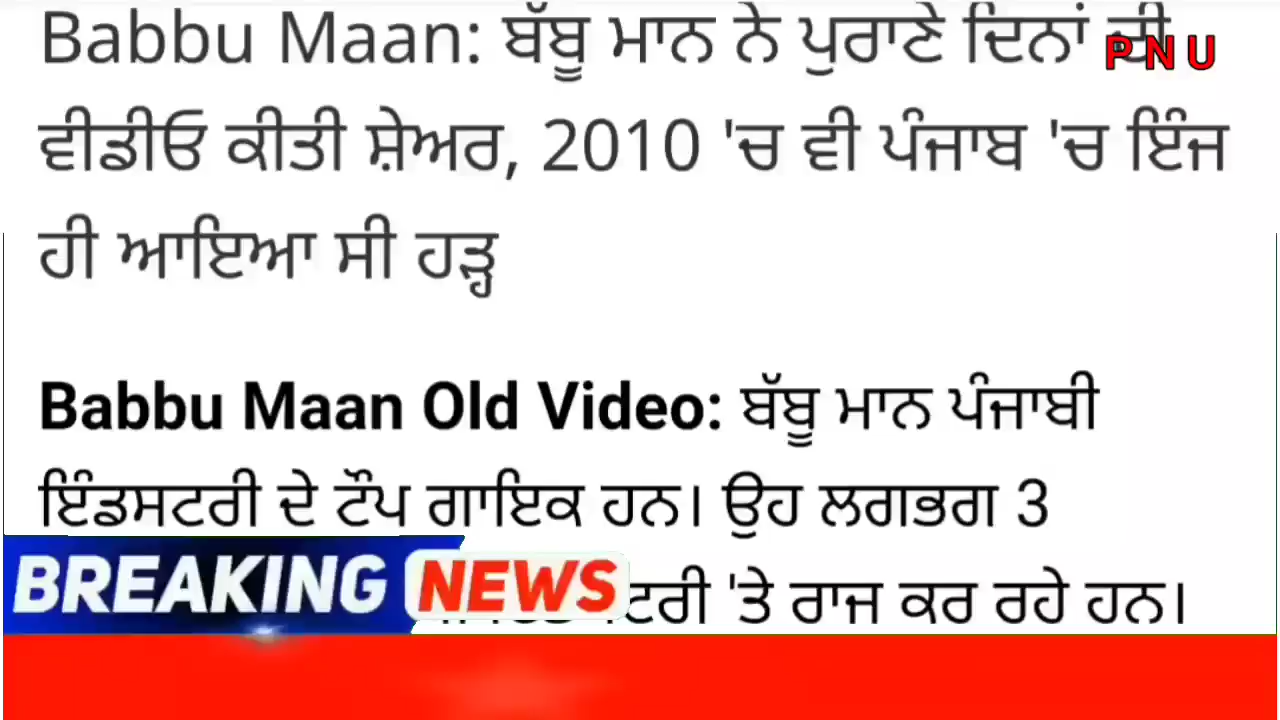 Babbu Maan: ਬੱਬੂ ਮਾਨ ਨੇ ਪੁਰਾਣੇ ਦਿਨਾਂ ਦੀ
PNU
ਵੀਡੀਓ ਕੀਤੀ ਸ਼ੇਅਰ, 2010 'ਚ ਵੀ ਪੰਜਾਬ 'ਚ ਇੰਜ
ਹੀ ਆਇਆ ਸੀ ਹੜ੍ਹ
Babbu Maan Old Video: ਬੱਬੂ ਮਾਨ ਪੰਜਾਬੀ
ਇੰਡਸਟਰੀ ਦੇ ਟੌਪ ਗਾਇਕ ਹਨ। ਉਹ ਲਗਭਗ 3
'ਤੇ ਰਾਜ ਕਰ ਰਹੇ ਹਨ।
BREAKING NEWS